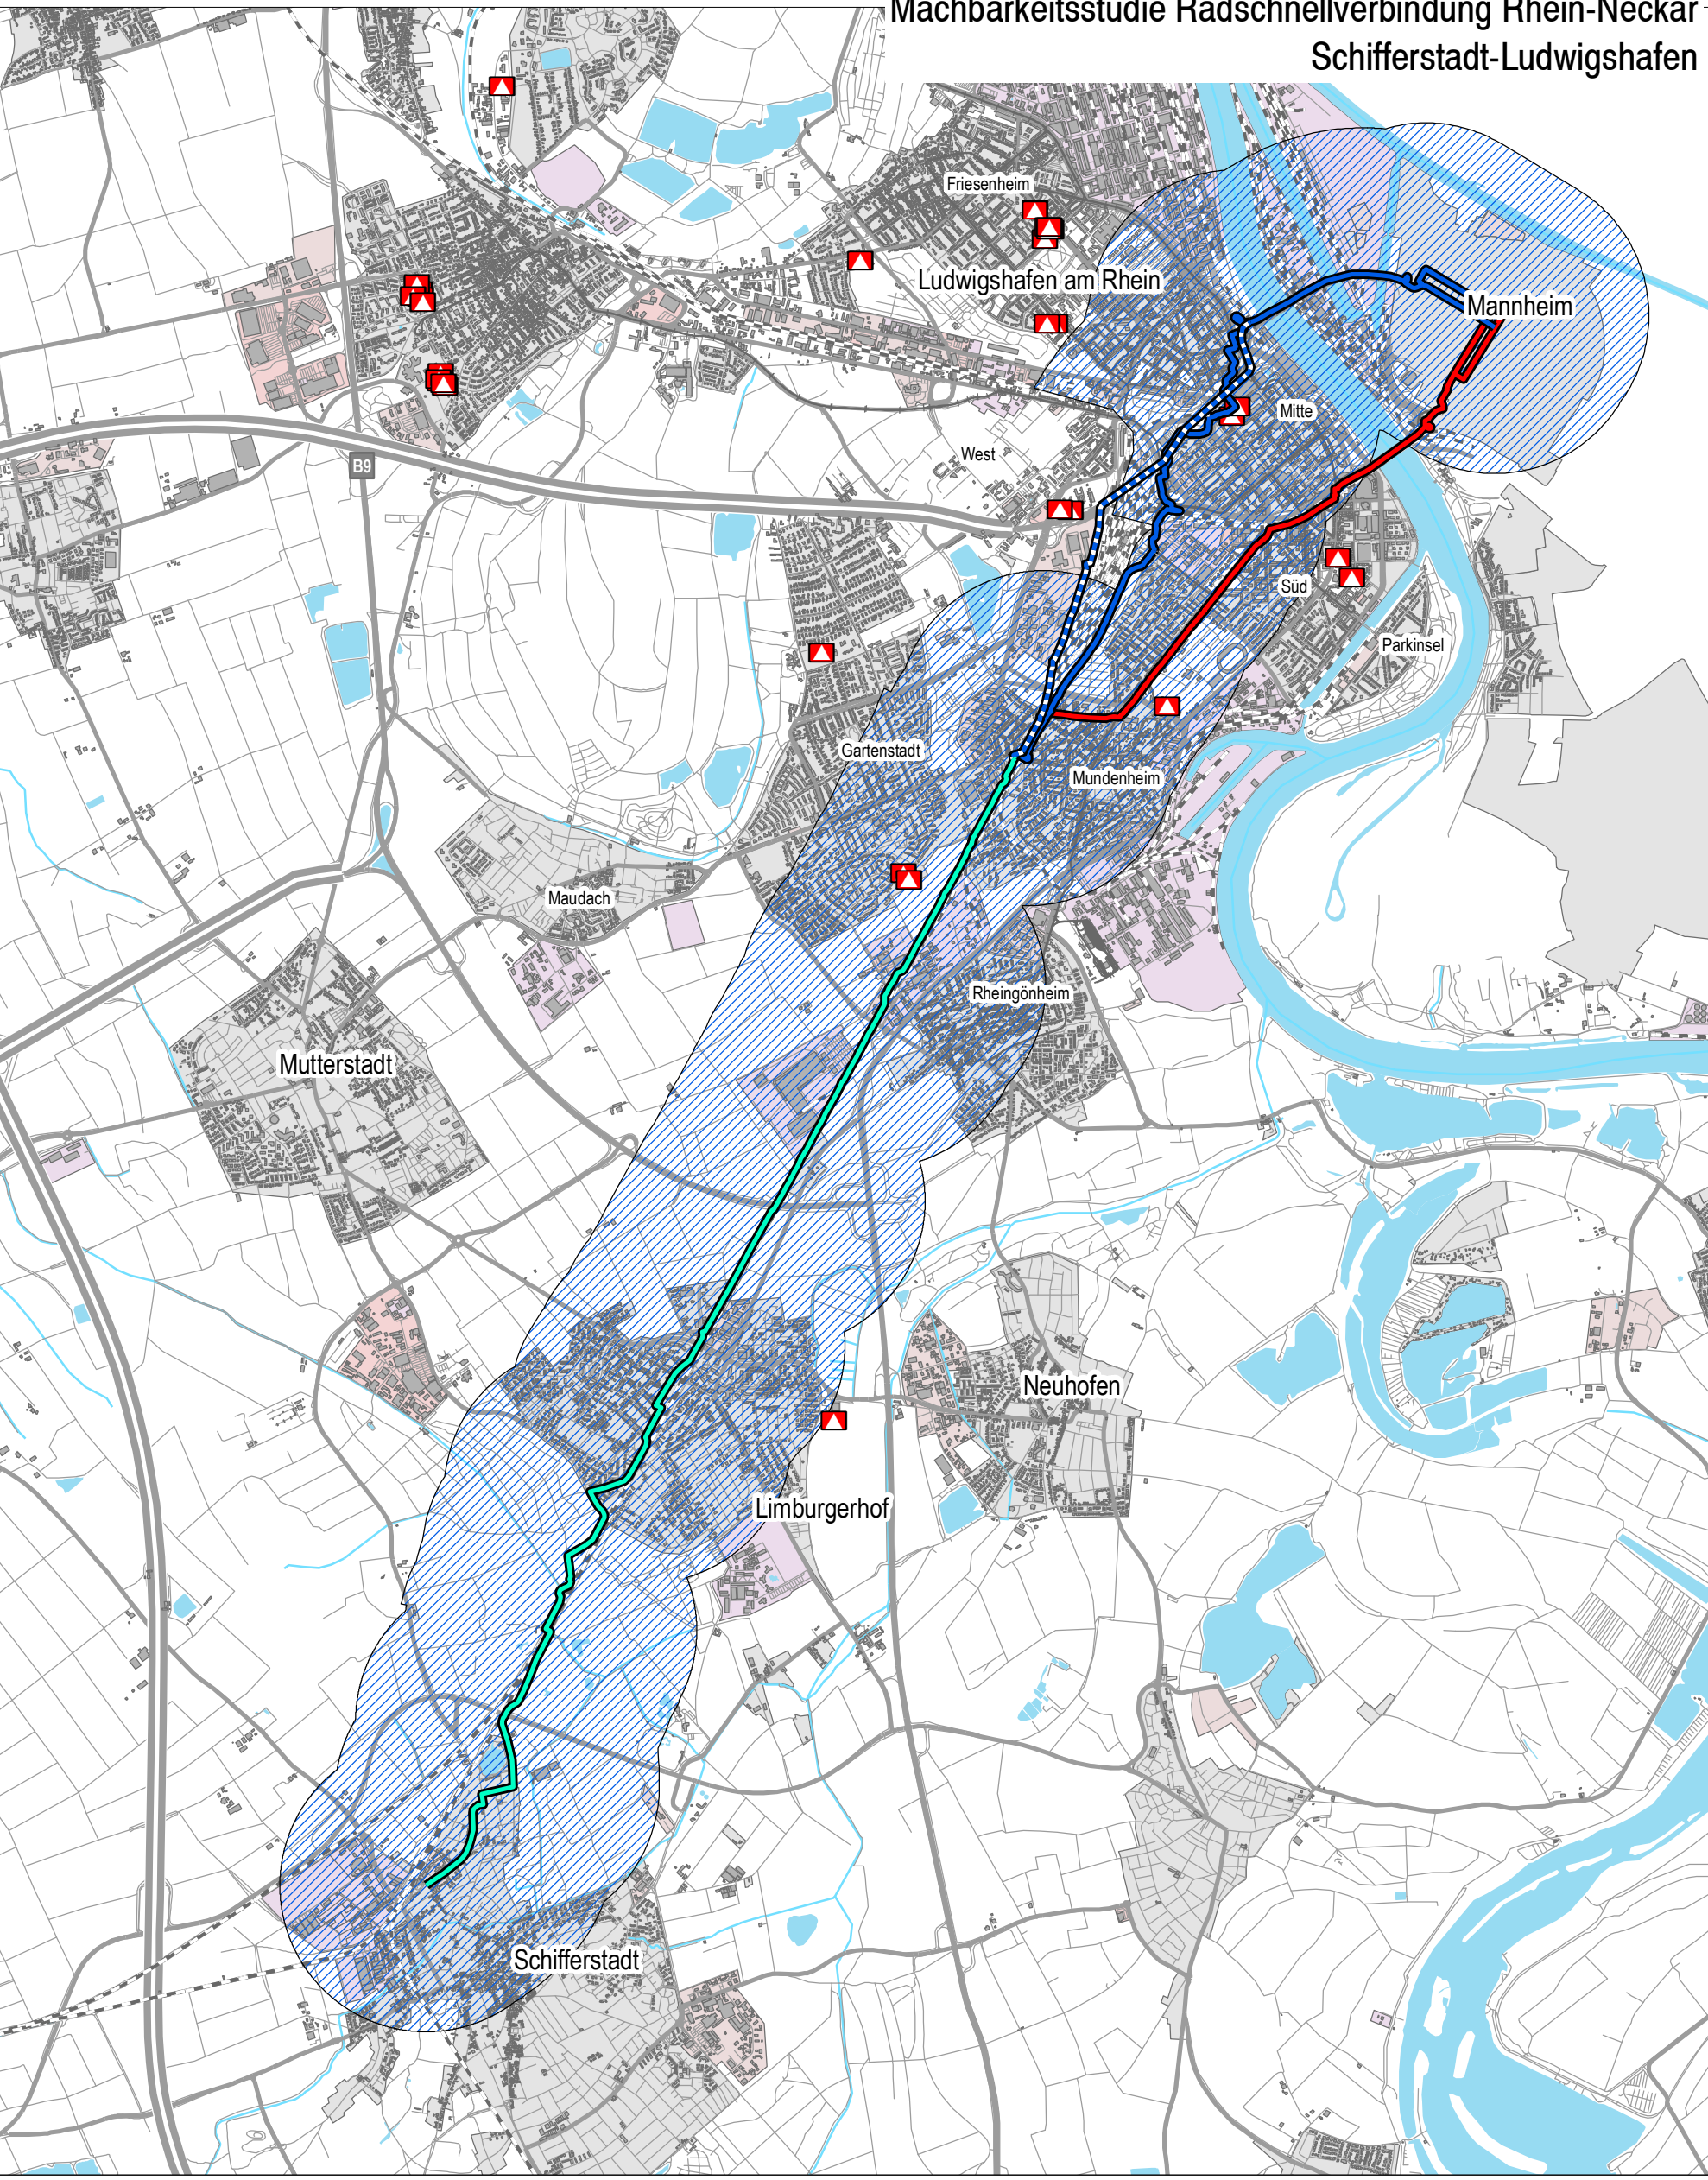 Machbarkeitsstudie Radschnellverbindung Rhein-Neckar
Schifferstadt-Ludwigshafen
Friesenheim
Ludwigshafen am Rhein
Mannheim
Mitte
West
B9
Süd
Parkinsel
Gartenstadt
Mundenheim
Maudach
Rheingönheim
Mutterstadt
Neuhofen
Limburgerhof
Schifferstadt